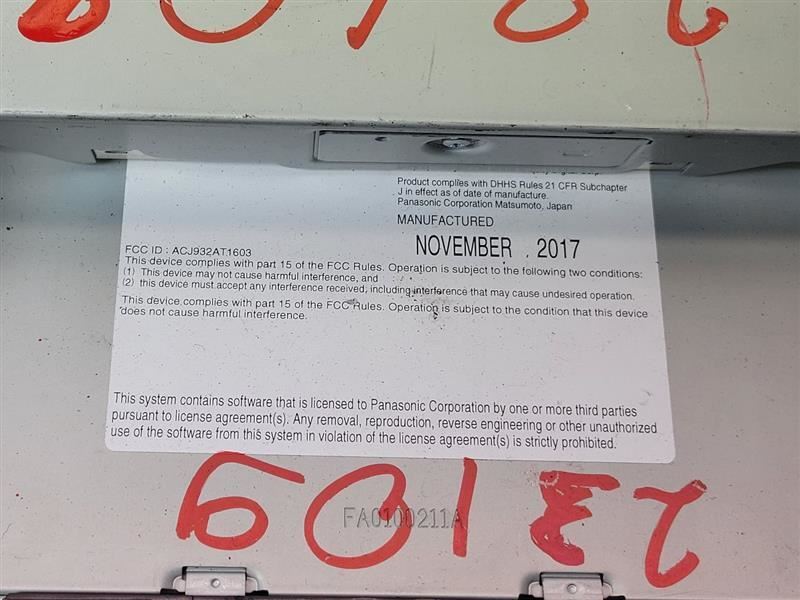 Product complies with DHHS Rules 21 CFR Subchapter
J in effect as of date of manufacture.
Panasonic Corporation Matsumoto, Japan
MANUFACTURED
NOVEMBER 2017
FCC ID : ACJ932AT1603
This device complies with part 15 of the FCC Rules. Operation is subject to the following two conditions:
(1) This device may not cause harmful interference, and
(2) this device must accept any interference received, including interference that may cause undesired operation.
This device complies with part 15 of the FCC Rules. Operation is subject to the condition that this device
does not cause harmful interference.
This system contains software that is licensed to Panasonic Corporation by one or more third parties
pursuant to license agreement(s). Any removal, reproduction, reverse engineering or other unauthorized
use of the software from this system in violation of the license agreement(s) is strictly prohibited.
FA0100211A